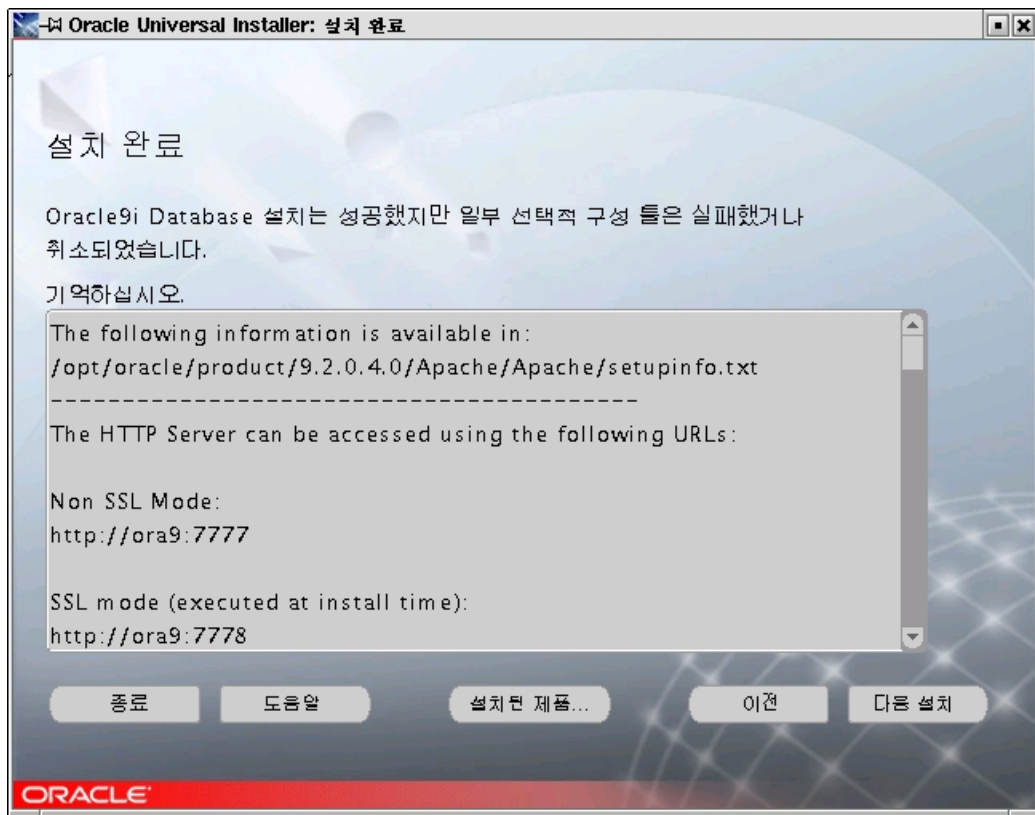 Oracle Universal Installer: 설치 완료
설치 완료
Oracle9i Database 설치는 성공했지만 일부 선택적 구성 툴은 실패했거나
취소되었습니다.
기억하십시오.
The following information is available in:
/opt/oracle/product/9.2.0.4.0/Apache/Apache/setupinfo.txt
-----------------------------------------
The HTTP Server can be accessed using the following URLs:
Non SSL Mode:
http://ora9:7777
SSL mode (executed at install time):
http://ora9:7778
종료 도움말 설치된 제품... 이전 다음 설치
ORACLE